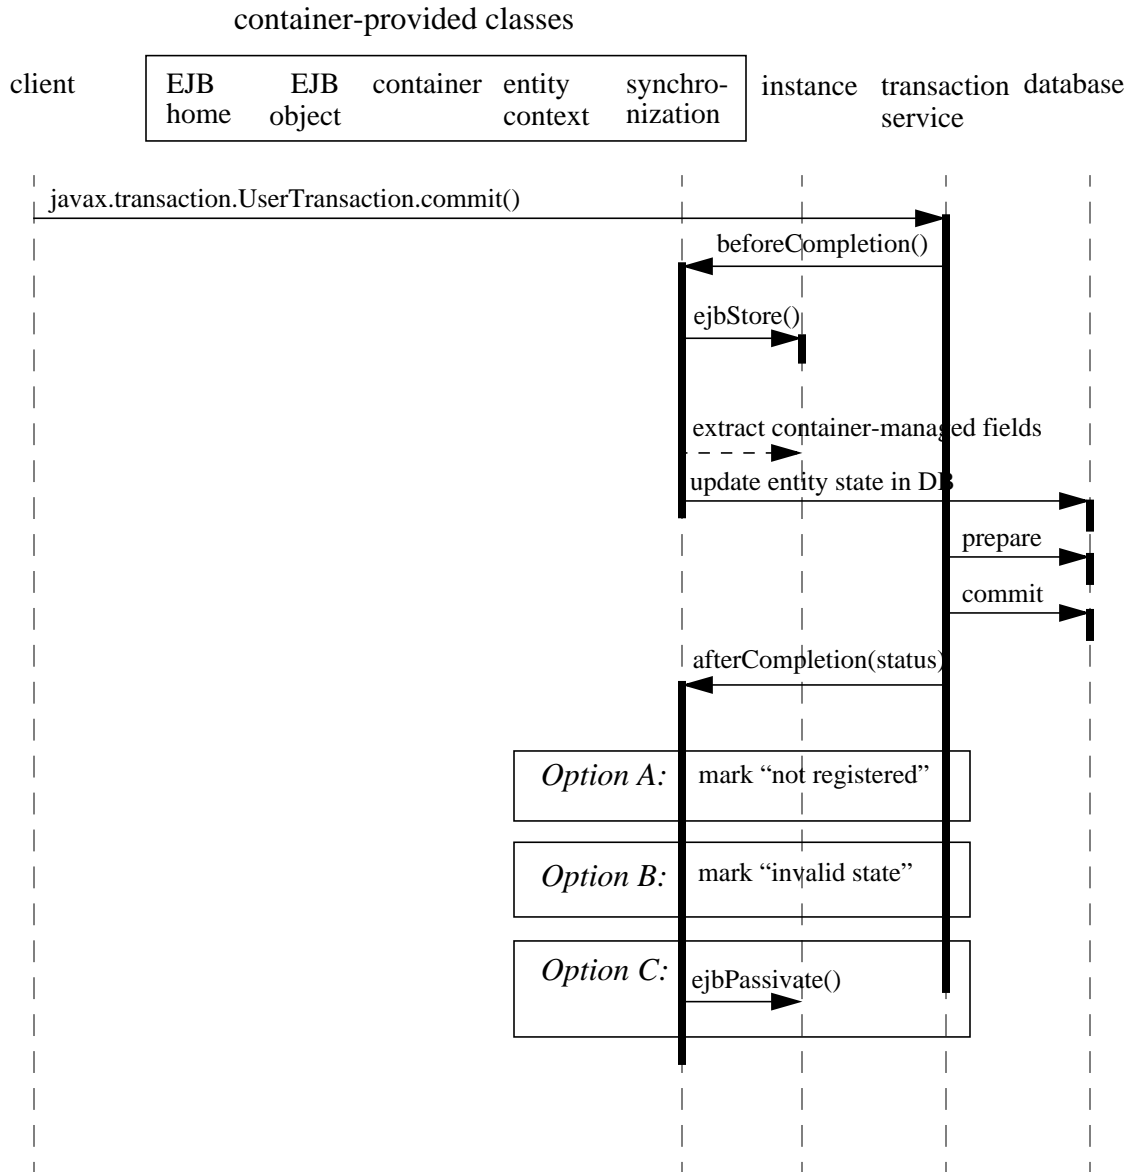 container-provided classes
client EJB EJB container entity synchro- instance transaction database
home object context nization service
javax.transaction.UserTransaction.commit()
beforeCompletion()
ejbStore()
extract container-managed fields
update entity state in DB
prepare
commit
afterCompletion(status)
Option A: mark “not registered”
Option B: mark “invalid state”
Option C: ejbPassivate()